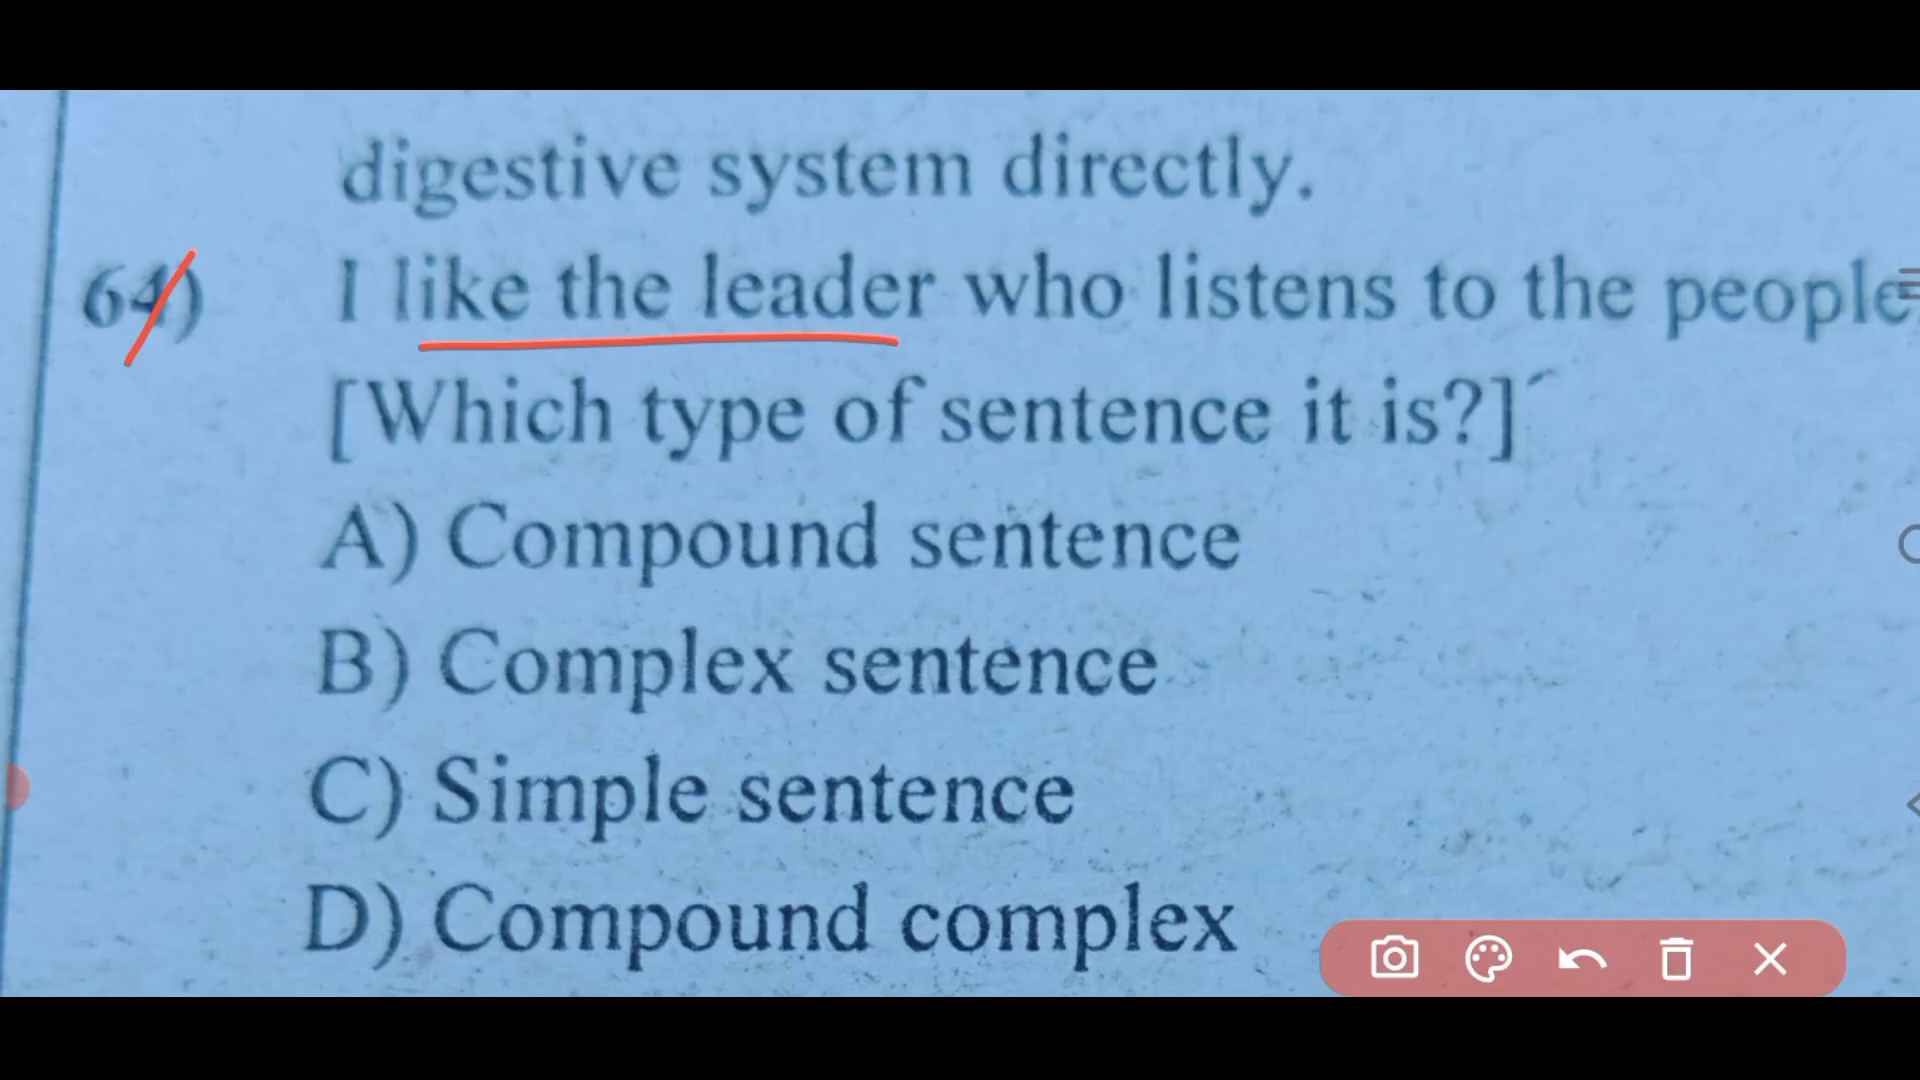 digestive system directly.
64) I like the leader who listens to the people
[Which type of sentence it is?]
A) Compound sentence
B) Complex sentence
C) Simple sentence
D) Compound complex